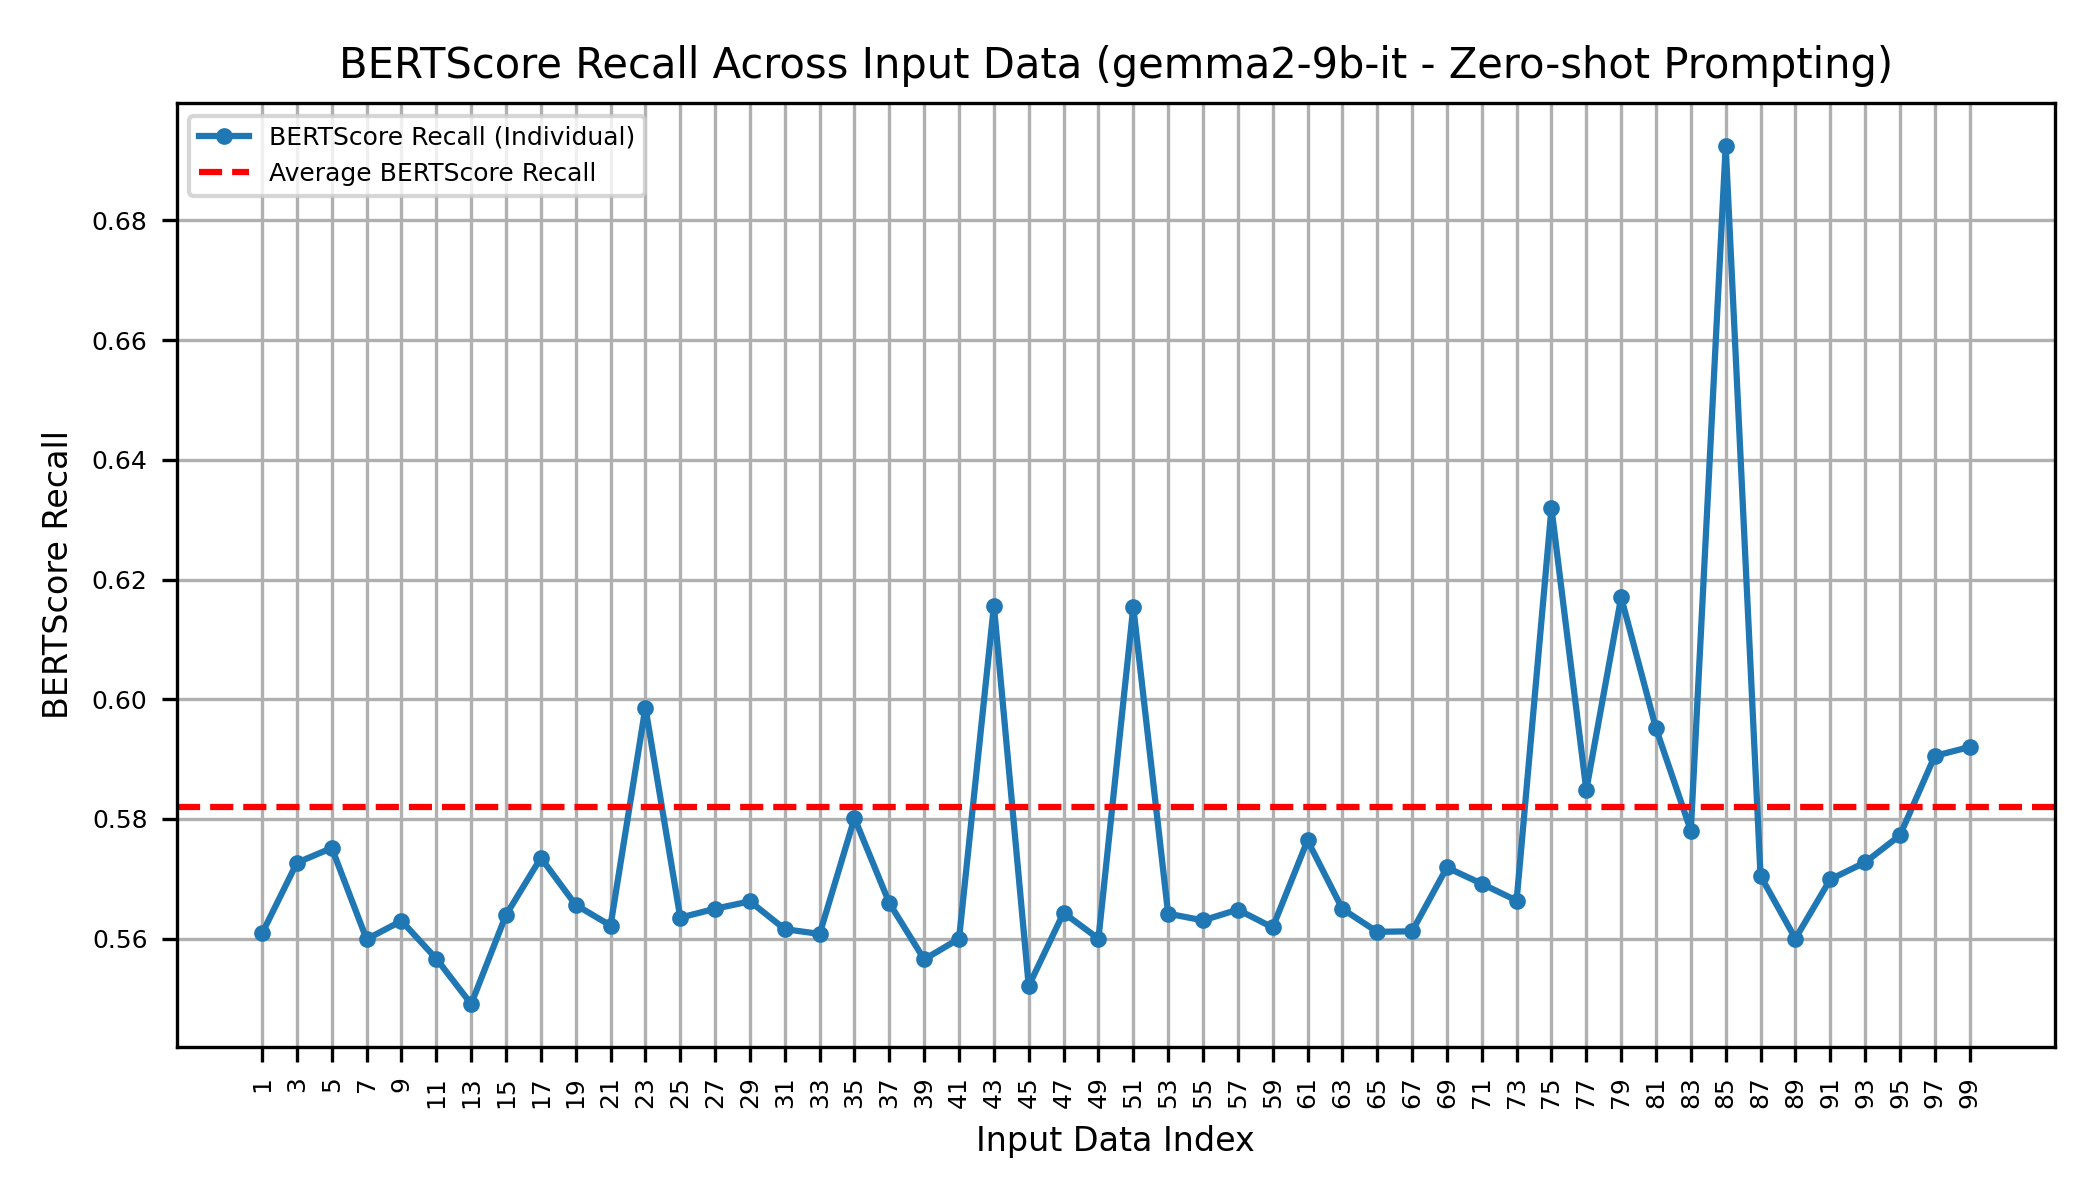 BERTScore Recall Across Input Data (gemma2-9b-it - Zero-shot Prompting)
BERTScore Recall (Individual)
Average BERTScore Recall
0.68
0.66
0.64
0.62
0.60
0.58
0.56
BERTScore Recall
1 3 5 7 9 11 13 15 17 19 21 23 25 27 29 31 33 35 37 39 41 43 45 47 49 51 53 55 57 59 61 63 65 67 69 71 73 75 77 79 81 83 85 87 89 91 93 95 97 99
Input Data Index